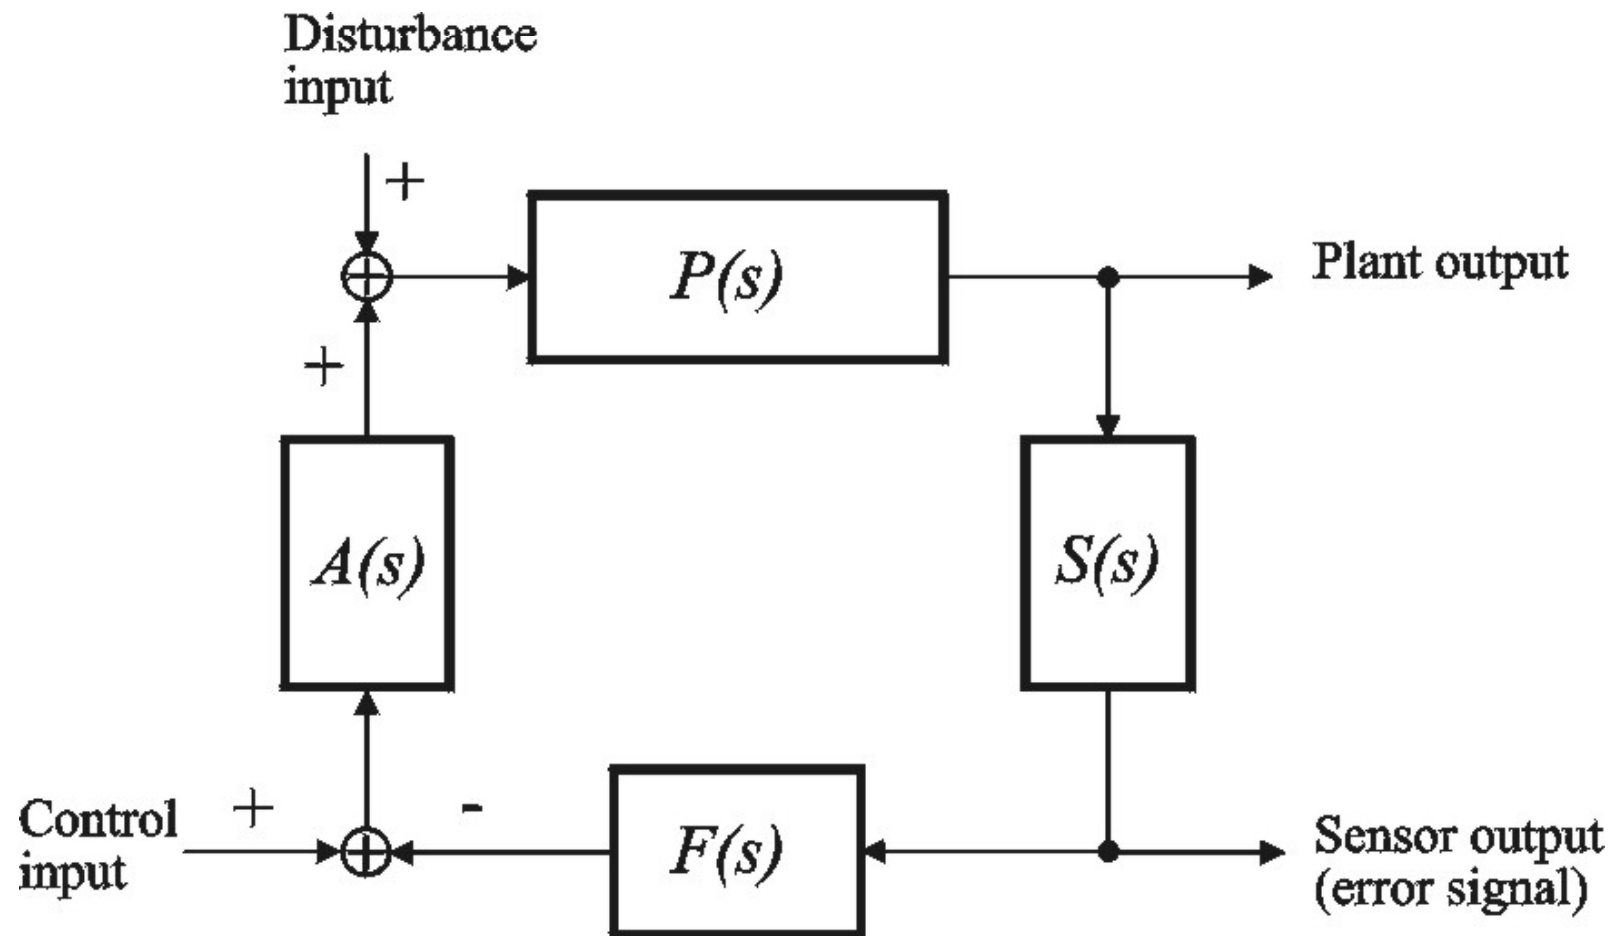 Disturbance
input
+
P(s)
Plant output
+
A(s)
S(s)
Control
input
+
-
F(s)
Sensor output
(error signal)